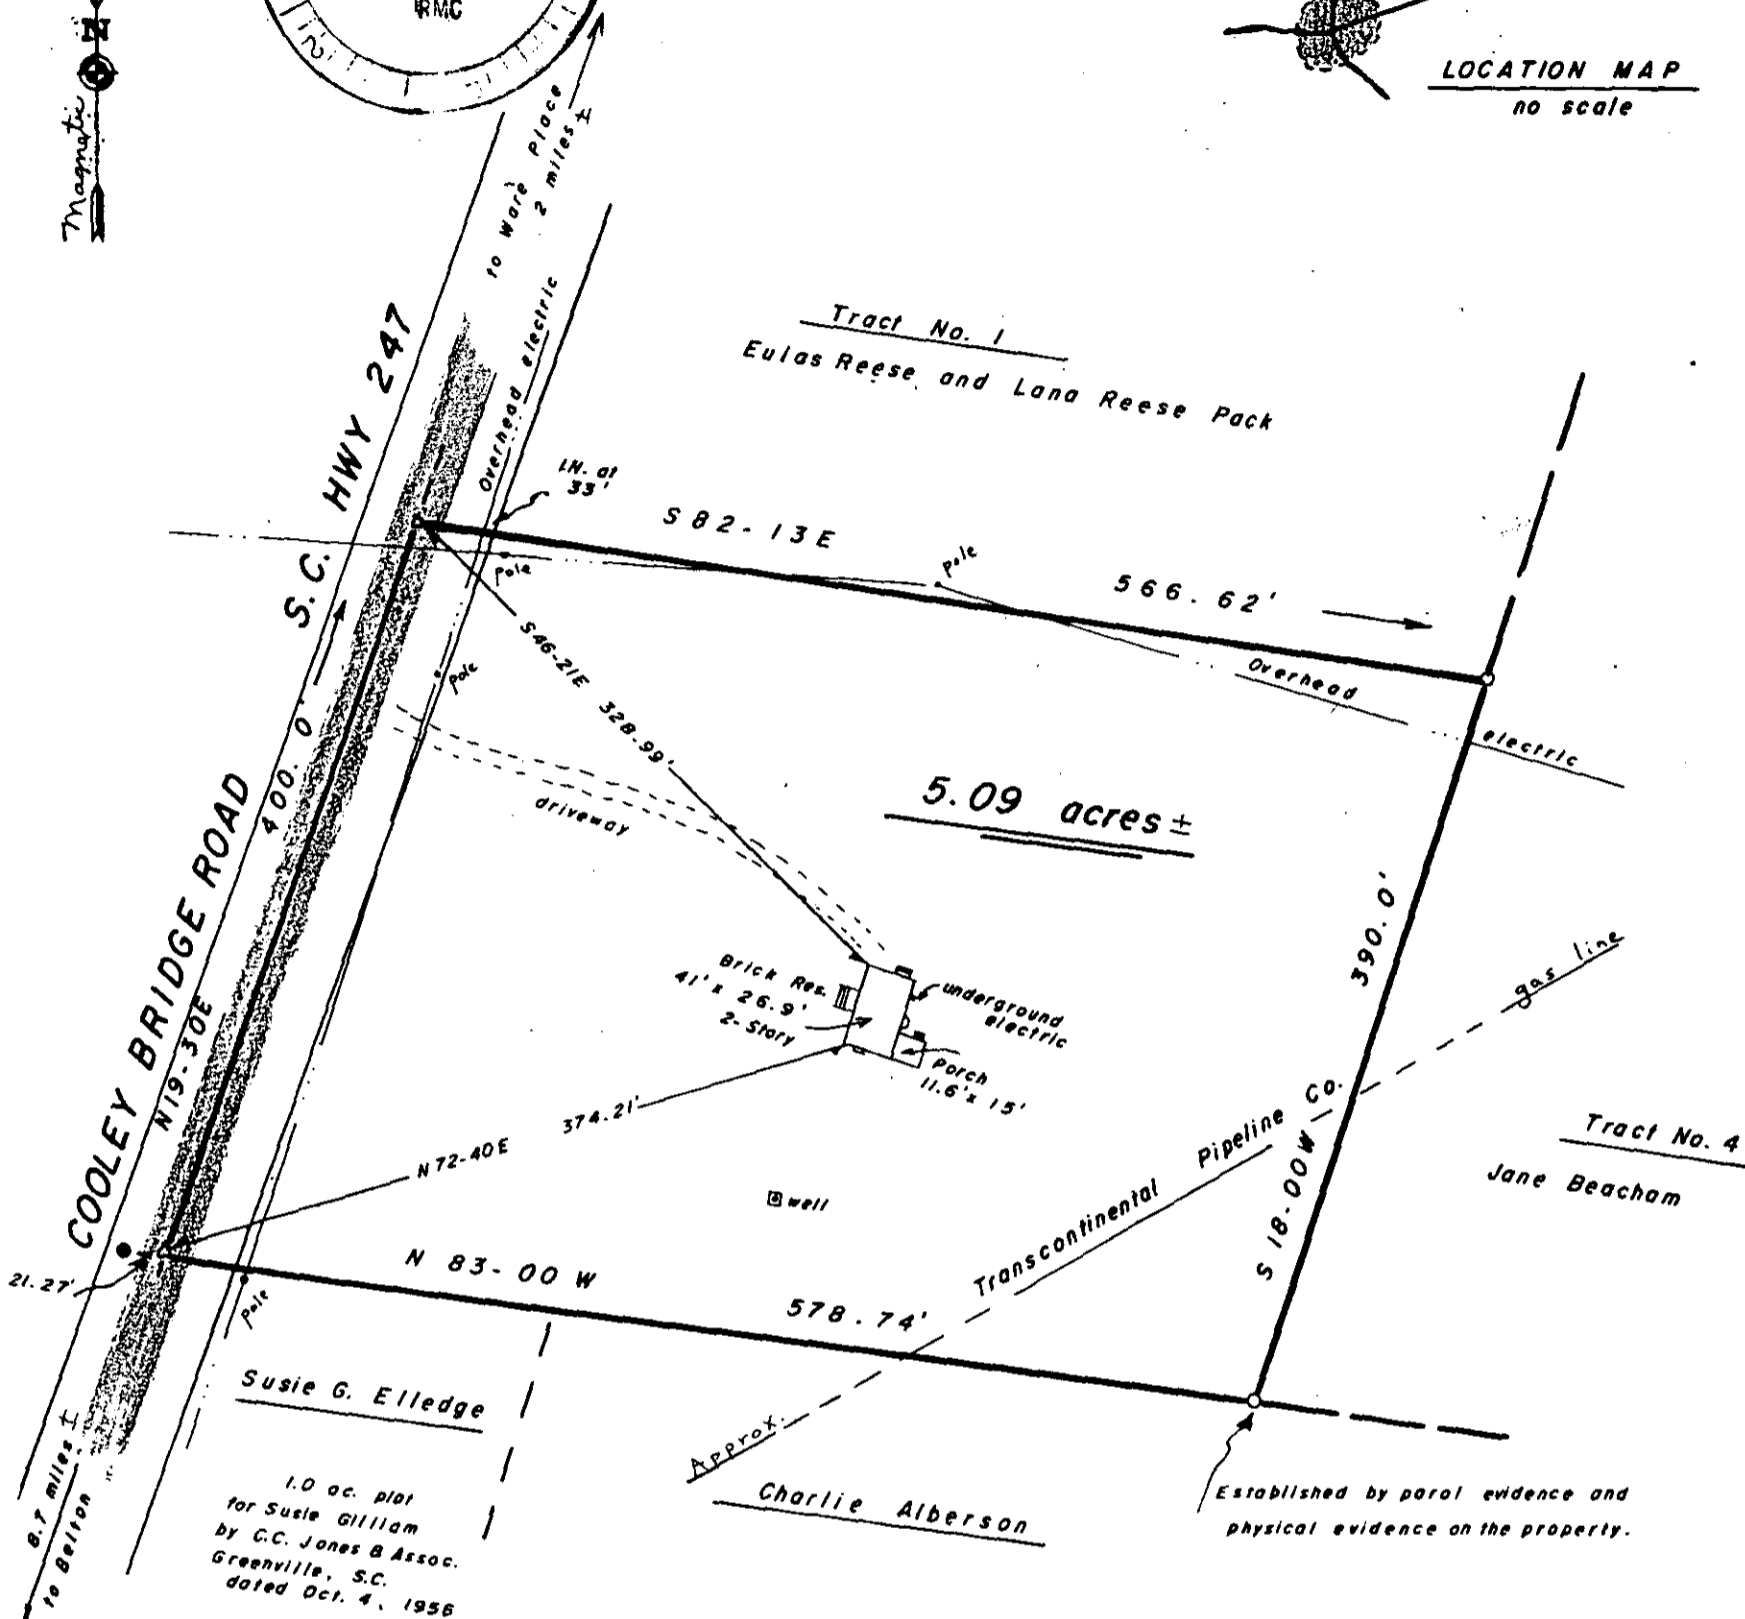 RMC
N
Magnetic
LOCATION MAP
no scale
to Ware Place
2 miles ±
Overhead electric
S.C. HWY 247
COOLEY BRIDGE ROAD
Tract No. 1
Eulas Reese and Lana Reese Pack
I.N. at
33'
S 82-13 E
566.62'
pole
pole
pole
Overhead
electric
S46-21E 328.99'
400.0'
N19-30E
driveway
5.09 acres ±
390.0'
S 18-00W
gas line
Brick Res.
41' x 26.9'
2-Story
underground
electric
Porch
11.6' x 15'
N 72-40E 374.21'
well
Transcontinental Pipeline Co.
Approx.
Tract No. 4
Jane Beacham
21.27'
N 83-00 W
578.74'
pole
Susie G. Elledge
8.7 miles ±
to Belton
1.0 ac. plat
for Susie Gilliam
by C.C. Jones & Assoc.
Greenville, S.C.
dated Oct. 4, 1956
Charlie Alberson
Established by parol evidence and
physical evidence on the property.